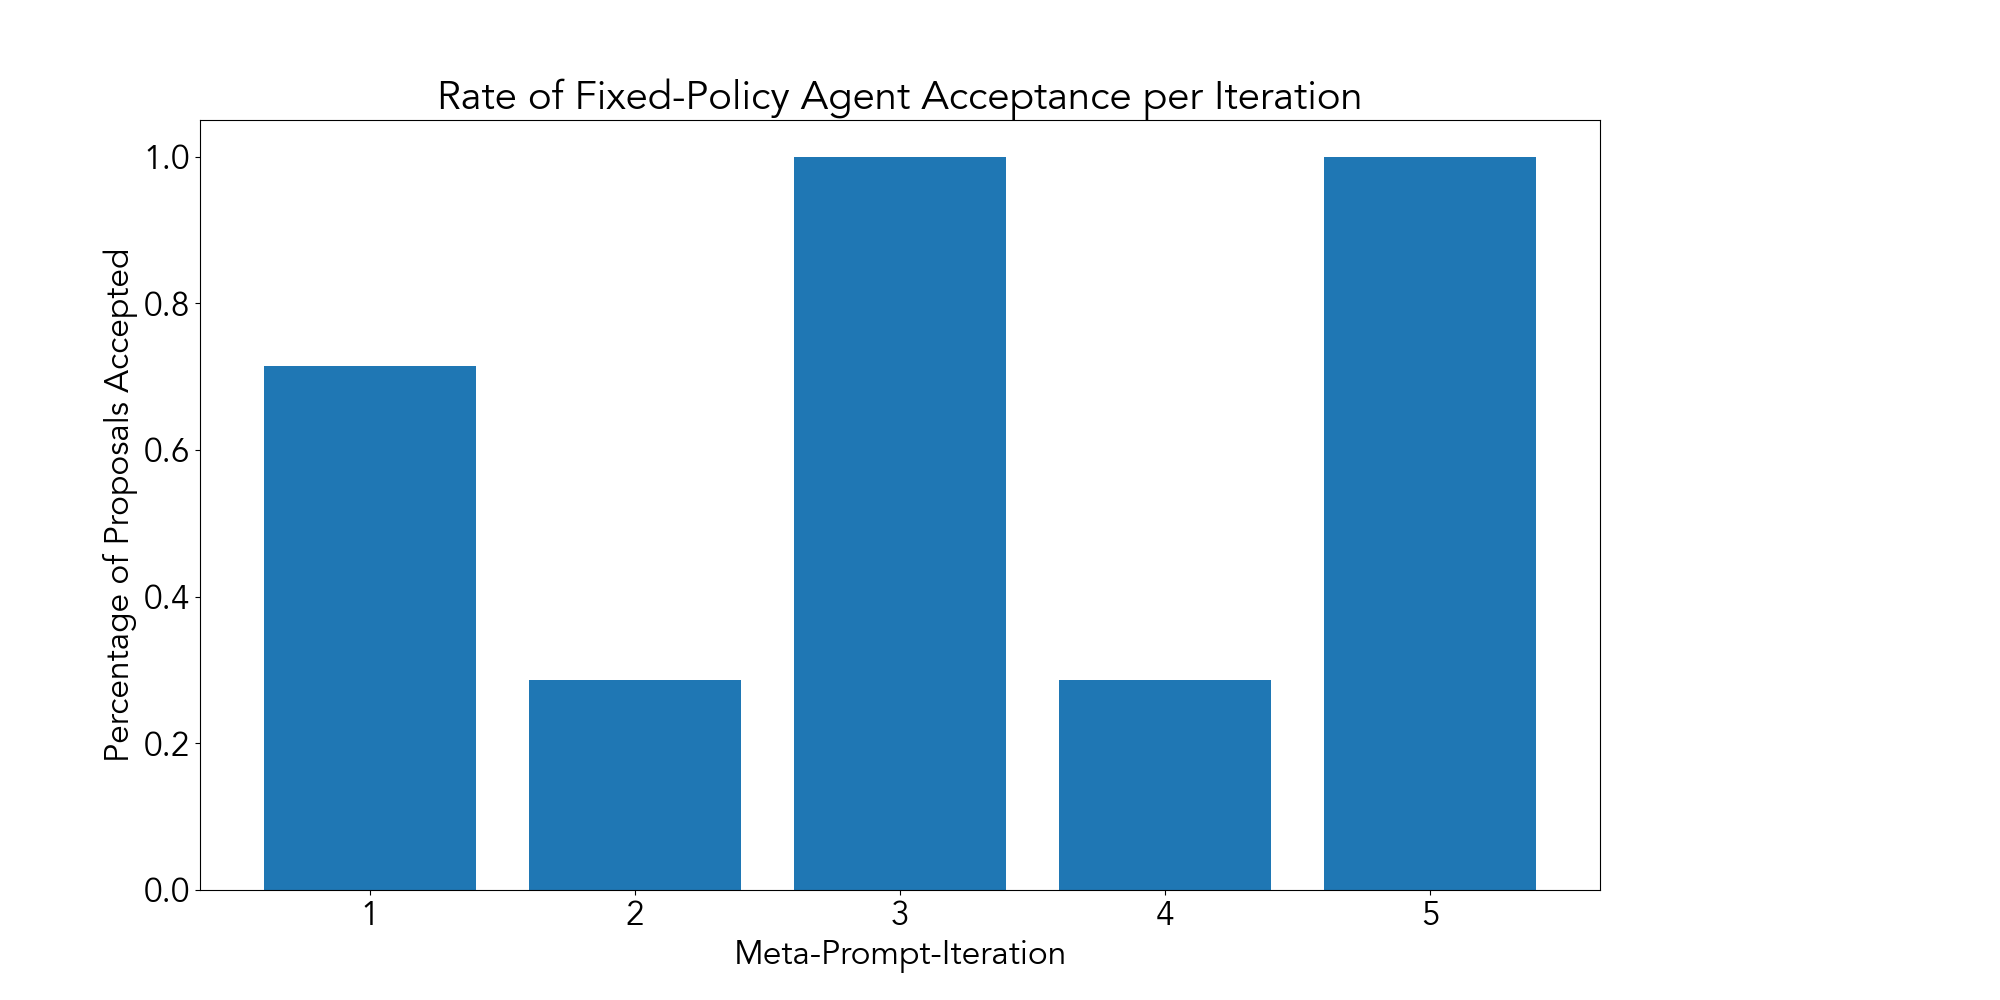 Rate of Fixed-Policy Agent Acceptance per Iteration
Percentage of Proposals Accepted
1.0
0.8
0.6
0.4
0.2
0.0
1 2 3 4 5
Meta-Prompt-Iteration